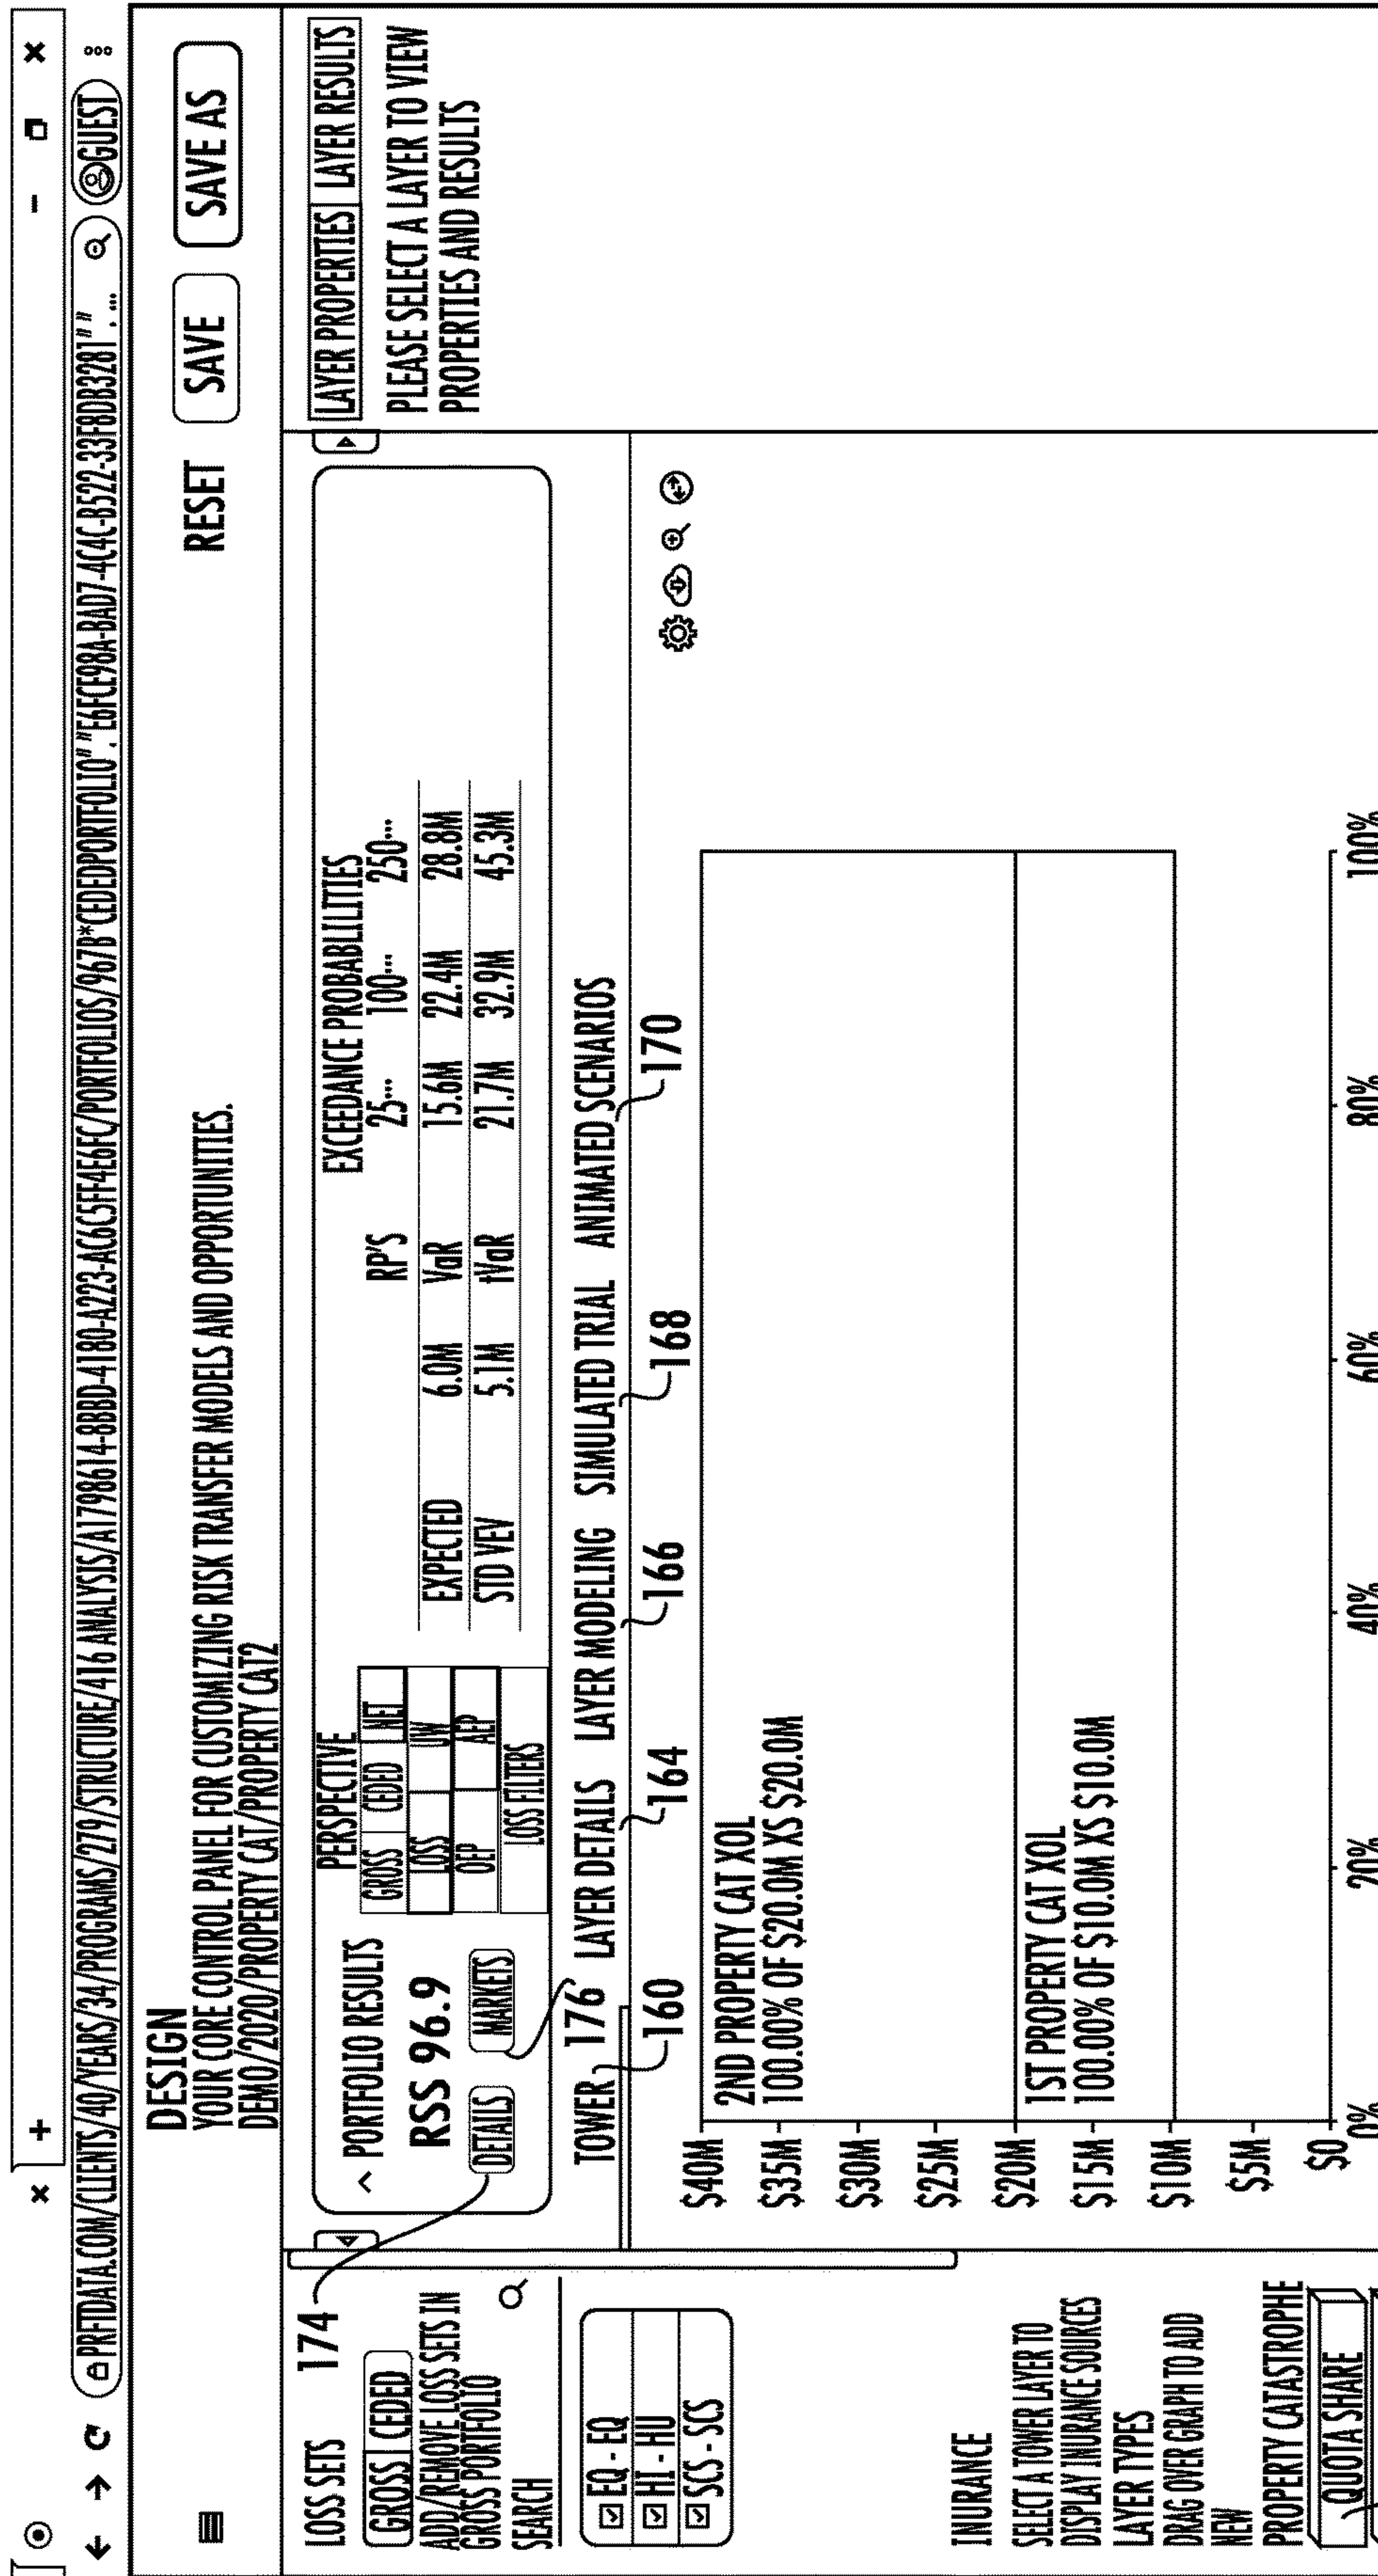 PRFTDATA.COM/CLIENTS/40/YEARS/34/PROGRAMS/279/STRUCTURE/416 ANALYSIS/A1798614-8BBD-4180-A223-AC6C5FF4E6FC/PORTFOLIOS/967B*CEDEDPORTFOLIO"."E6FCE98A-BAD7-4C4C-B522-33F8DB3281"" ....
GUEST
DESIGN
YOUR CORE CONTROL PANEL FOR CUSTOMIZING RISK TRANSFER MODELS AND OPPORTUNITIES.
DEMO/2020/PROPERTY CAT/PROPERTY CAT2
RESET SAVE SAVE AS
LOSS SETS
174
GROSS CEDED
ADD/REMOVE LOSS SETS IN
GROSS PORTFOLIO
SEARCH
EQ - EQ
HI - HU
SCS - SCS
INURANCE
SELECT A TOWER LAYER TO
DISPLAY INURANCE SOURCES
LAYER TYPES
DRAG OVER GRAPH TO ADD
NEW
PROPERTY CATASTROPHE
QUOTA SHARE
PORTFOLIO RESULTS
RSS 96.9
DETAILS MARKETS
176
PERSPECTIVE
GROSS CEDED NET
LOSS UW
OEP AEP
LOSS FILTERS
EXCEEDANCE PROBABLILITIES
RP'S 25... 100... 250...
EXPECTED 6.0M VaR 15.6M 22.4M 28.8M
STD VEV 5.1M tVaR 21.7M 32.9M 45.3M
TOWER LAYER DETAILS LAYER MODELING SIMULATED TRIAL ANIMATED SCENARIOS
160 164 166 168 170
$40M
2ND PROPERTY CAT XOL
100.00% OF $20.0M XS $20.0M
$35M
$30M
$25M
$20M
1ST PROPERTY CAT XOL
100.00% OF $10.0M XS $10.0M
$15M
$10M
$5M
$0
0% 20% 40% 60% 80% 100%
LAYER PROPERTIES LAYER RESULTS
PLEASE SELECT A LAYER TO VIEW
PROPERTIES AND RESULTS